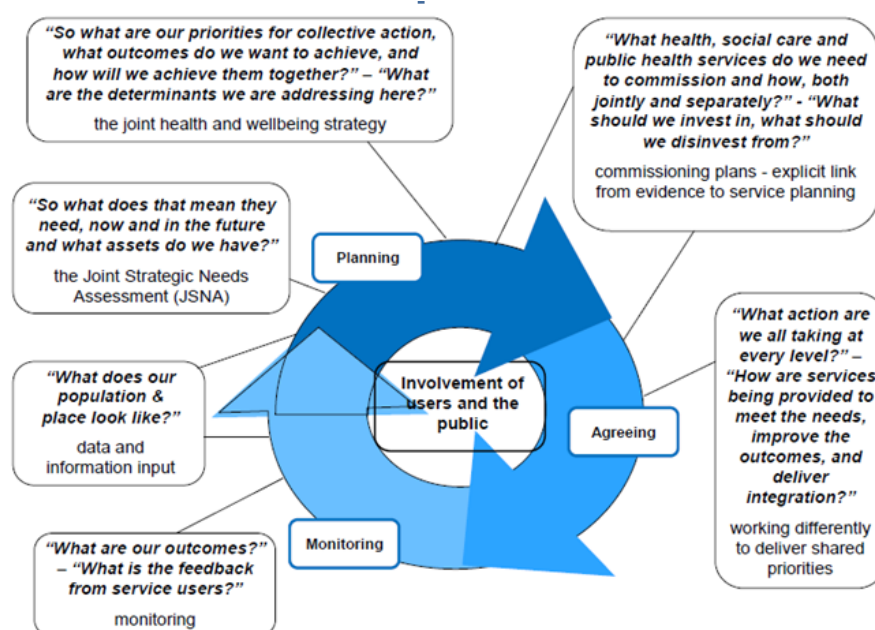 “So what are our priorities for collective action,
what outcomes do we want to achieve, and
how will we achieve them together?” – “What
are the determinants we are addressing here?”
the joint health and wellbeing strategy
“What health, social care and
public health services do we need
to commission and how, both
jointly and separately?” - “What
should we invest in, what should
we disinvest from?”
commissioning plans - explicit link
from evidence to service planning
“So what does that mean they
need, now and in the future
and what assets do we have?”
the Joint Strategic Needs
Assessment (JSNA)
Planning
“What action are
we all taking at
every level?” –
“How are services
being provided to
meet the needs,
improve the
outcomes, and
deliver
integration?”
working differently
to deliver shared
priorities
“What does our
population &
place look like?”
data and
information input
Involvement of
users and the
public
Agreeing
Monitoring
“What are our outcomes?”
– “What is the feedback
from service users?”
monitoring